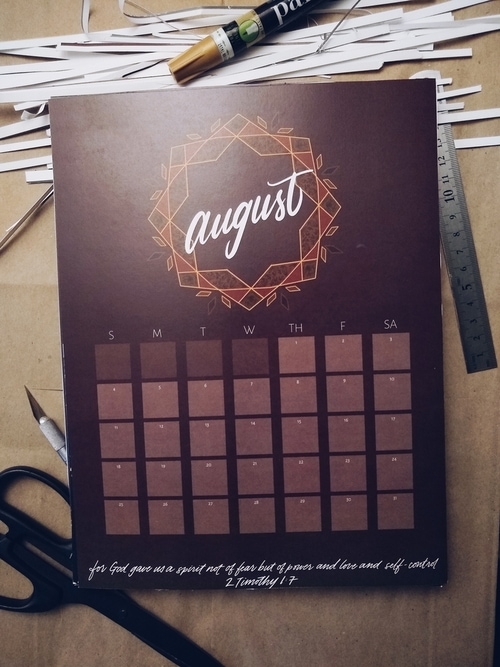 pa
august
S M T W TH F SA
1 2 3
4 5 6 7 8 9 10
11 12 13 14 15 16 17
18 19 20 21 22 23 24
25 26 27 28 29 30 31
for God gave us a spirit not of fear but of power and love and self-control
2 Timothy 1:7